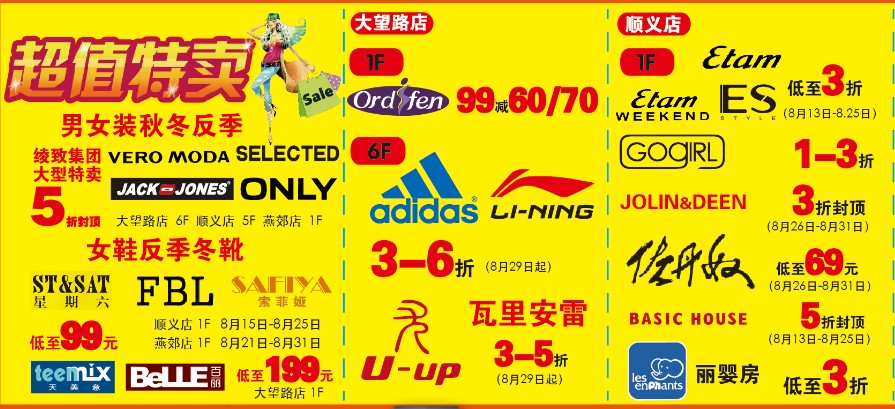 超值特卖
Sale
男女装秋冬反季
绫致集团
大型特卖
VERO MODA SELECTED
JACK JONES ONLY
5折封顶
大望路店 6F 顺义店 5F 燕郊店 1F
女鞋反季冬靴
ST&SAT
星期六
FBL
SAFIYA
索菲娅
低至99元
顺义店 1F 8月15日-8月25日
燕郊店 1F 8月21日-8月31日
teemix
天美意
BeLLE 百丽
低至199元
大望路店 1F
大望路店
1F
Ordifen 99减60/70
6F
adidas LI-NING
3-6折 (8月29日起)
U-up
瓦里安雷
3-5折
(8月29日起)
顺义店
1F
Etam
Etam
WEEKEND
ES
STYLE
低至3折
(8月13日-8.25日)
GOGIRL 1-3折
JOLIN&DEEN 3折封顶
(8月26日-8月31日)
佐丹奴 低至69元
(8月26日-8月31日)
BASIC HOUSE 5折封顶
(8月13日-8月25日)
les enphants 丽婴房 低至3折